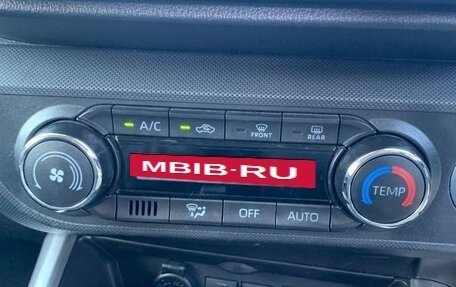 A/C
FRONT
REAR
MBIB-RU
TEMP
OFF
AUTO